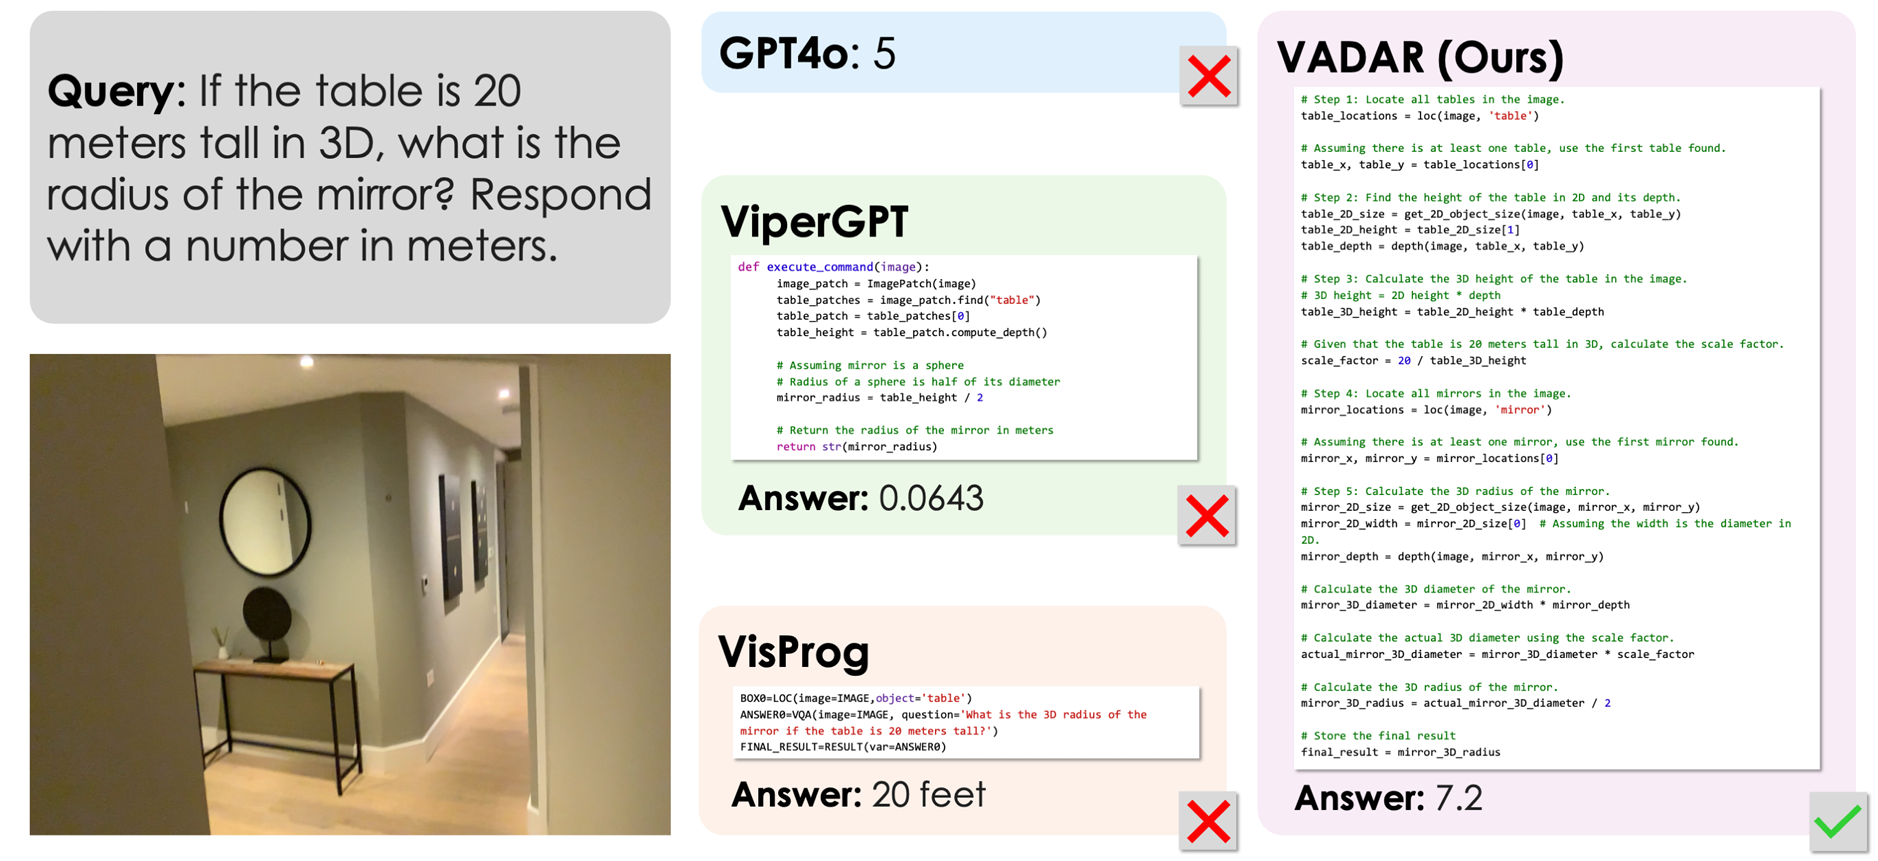 Query: If the table is 20
meters tall in 3D, what is the
radius of the mirror? Respond
with a number in meters.
GPT4o: 5
ViperGPT
def execute_command(image):
image_patch = ImagePatch(image)
table_patches = image_patch.find("table")
table_patch = table_patches[0]
table_height = table_patch.compute_depth()
# Assuming mirror is a sphere
# Radius of a sphere is half of its diameter
mirror_radius = table_height / 2
# Return the radius of the mirror in meters
return str(mirror_radius)
Answer: 0.0643
VisProg
BOX0=LOC(image=IMAGE,object='table')
ANSWER0=VQA(image=IMAGE, question='What is the 3D radius of the
mirror if the table is 20 meters tall?')
FINAL_RESULT=RESULT(var=ANSWER0)
Answer: 20 feet
VADAR (Ours)
# Step 1: Locate all tables in the image.
table_locations = loc(image, 'table')
# Assuming there is at least one table, use the first table found.
table_x, table_y = table_locations[0]
# Step 2: Find the height of the table in 2D and its depth.
table_2D_size = get_2D_object_size(image, table_x, table_y)
table_2D_height = table_2D_size[1]
table_depth = depth(image, table_x, table_y)
# Step 3: Calculate the 3D height of the table in the image.
# 3D height = 2D height * depth
table_3D_height = table_2D_height * table_depth
# Given that the table is 20 meters tall in 3D, calculate the scale factor.
scale_factor = 20 / table_3D_height
# Step 4: Locate all mirrors in the image.
mirror_locations = loc(image, 'mirror')
# Assuming there is at least one mirror, use the first mirror found.
mirror_x, mirror_y = mirror_locations[0]
# Step 5: Calculate the 3D radius of the mirror.
mirror_2D_size = get_2D_object_size(image, mirror_x, mirror_y)
mirror_2D_width = mirror_2D_size[0]  # Assuming the width is the diameter in
2D.
mirror_depth = depth(image, mirror_x, mirror_y)
# Calculate the 3D diameter of the mirror.
mirror_3D_diameter = mirror_2D_width * mirror_depth
# Calculate the actual 3D diameter using the scale factor.
actual_mirror_3D_diameter = mirror_3D_diameter * scale_factor
# Calculate the 3D radius of the mirror.
mirror_3D_radius = actual_mirror_3D_diameter / 2
# Store the final result
final_result = mirror_3D_radius
Answer: 7.2